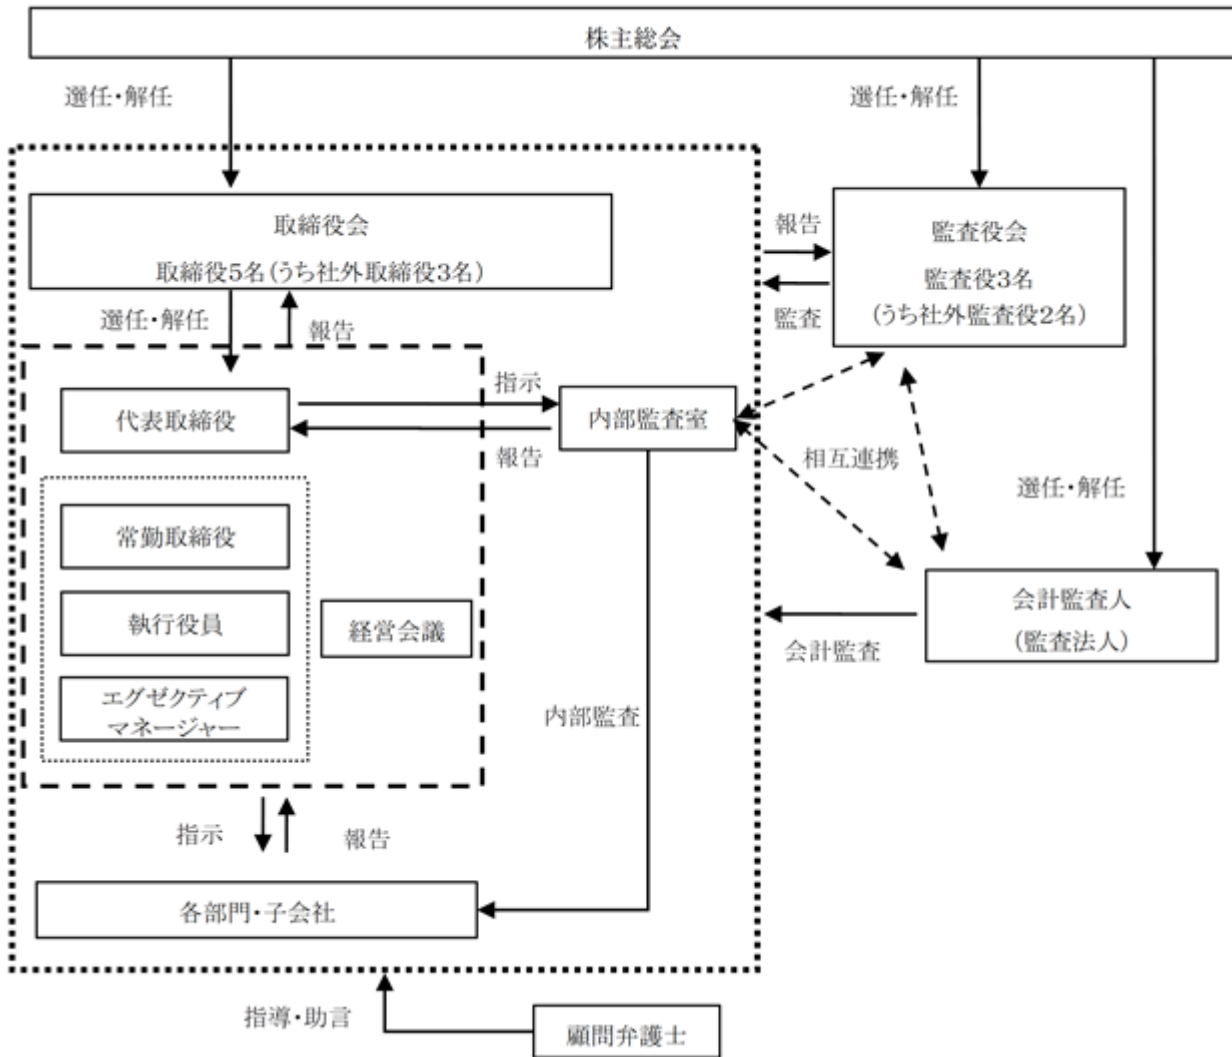 株主総会
選任・解任
選任・解任
取締役会
取締役5名(うち社外取締役3名)
報告
監査
監査役会
監査役3名
(うち社外監査役2名)
選任・解任
報告
代表取締役
指示
報告
内部監査室
相互連携
選任・解任
常勤取締役
執行役員
エグゼクティブ
マネージャー
経営会議
会計監査人
(監査法人)
会計監査
内部監査
指示
報告
各部門・子会社
指導・助言
顧問弁護士